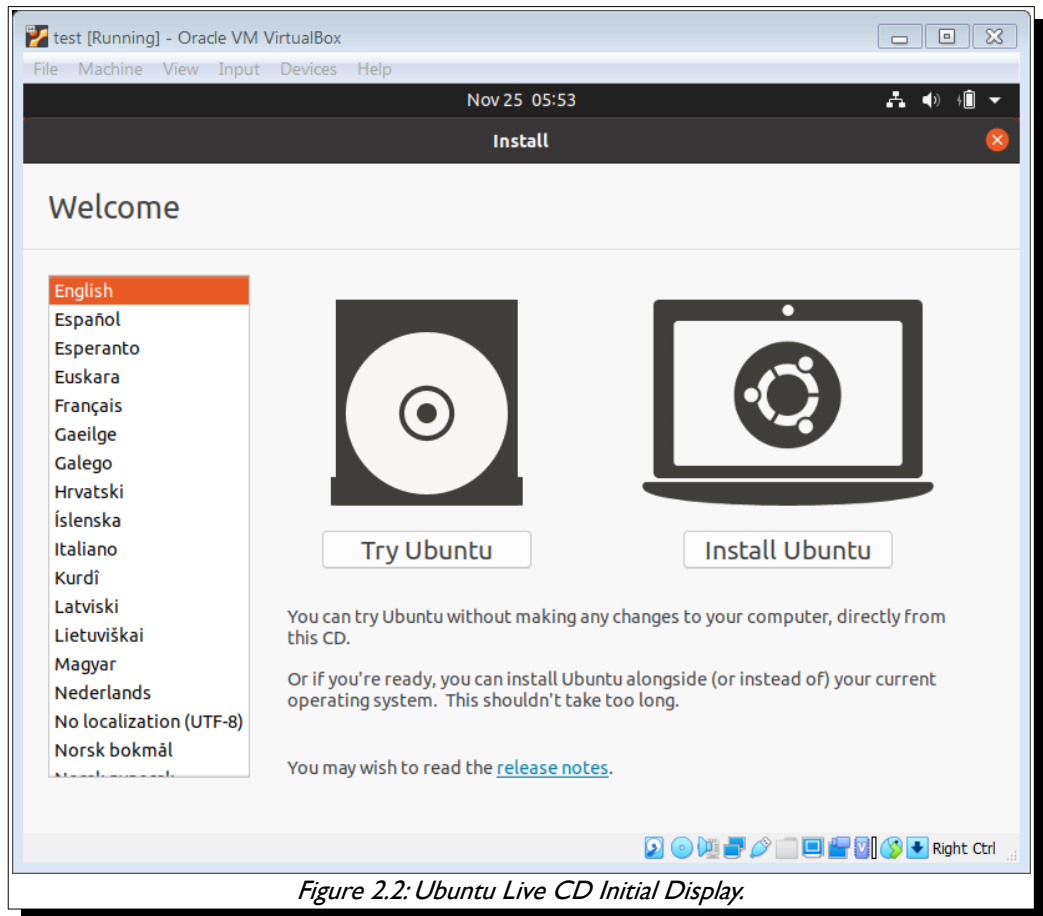 test [Running] - Oracle VM VirtualBox
File Machine View Input Devices Help
Nov 25 05:53
Install
Welcome
English
Español
Esperanto
Euskara
Français
Gaeilge
Galego
Hrvatski
Íslenska
Italiano
Kurdî
Latviski
Lietuviškai
Magyar
Nederlands
No localization (UTF-8)
Norsk bokmål
Try Ubuntu
Install Ubuntu
You can try Ubuntu without making any changes to your computer, directly from
this CD.
Or if you're ready, you can install Ubuntu alongside (or instead of) your current
operating system. This shouldn't take too long.
You may wish to read the release notes.
Right Ctrl
Figure 2.2: Ubuntu Live CD Initial Display.